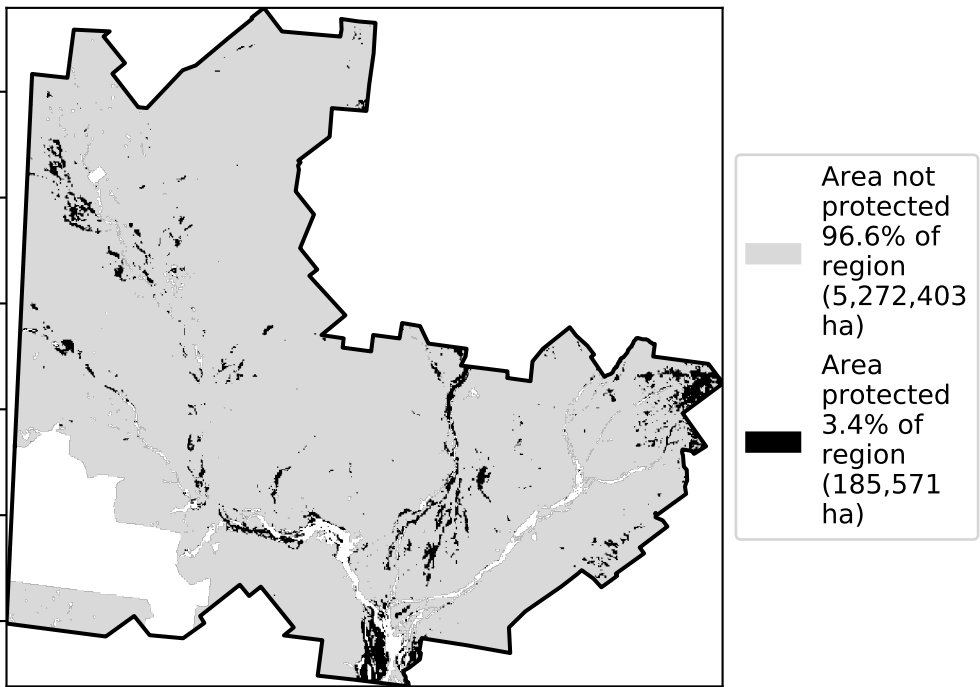 Area not
protected
96.6% of
region
(5,272,403
ha)
Area
protected
3.4% of
region
(185,571
ha)